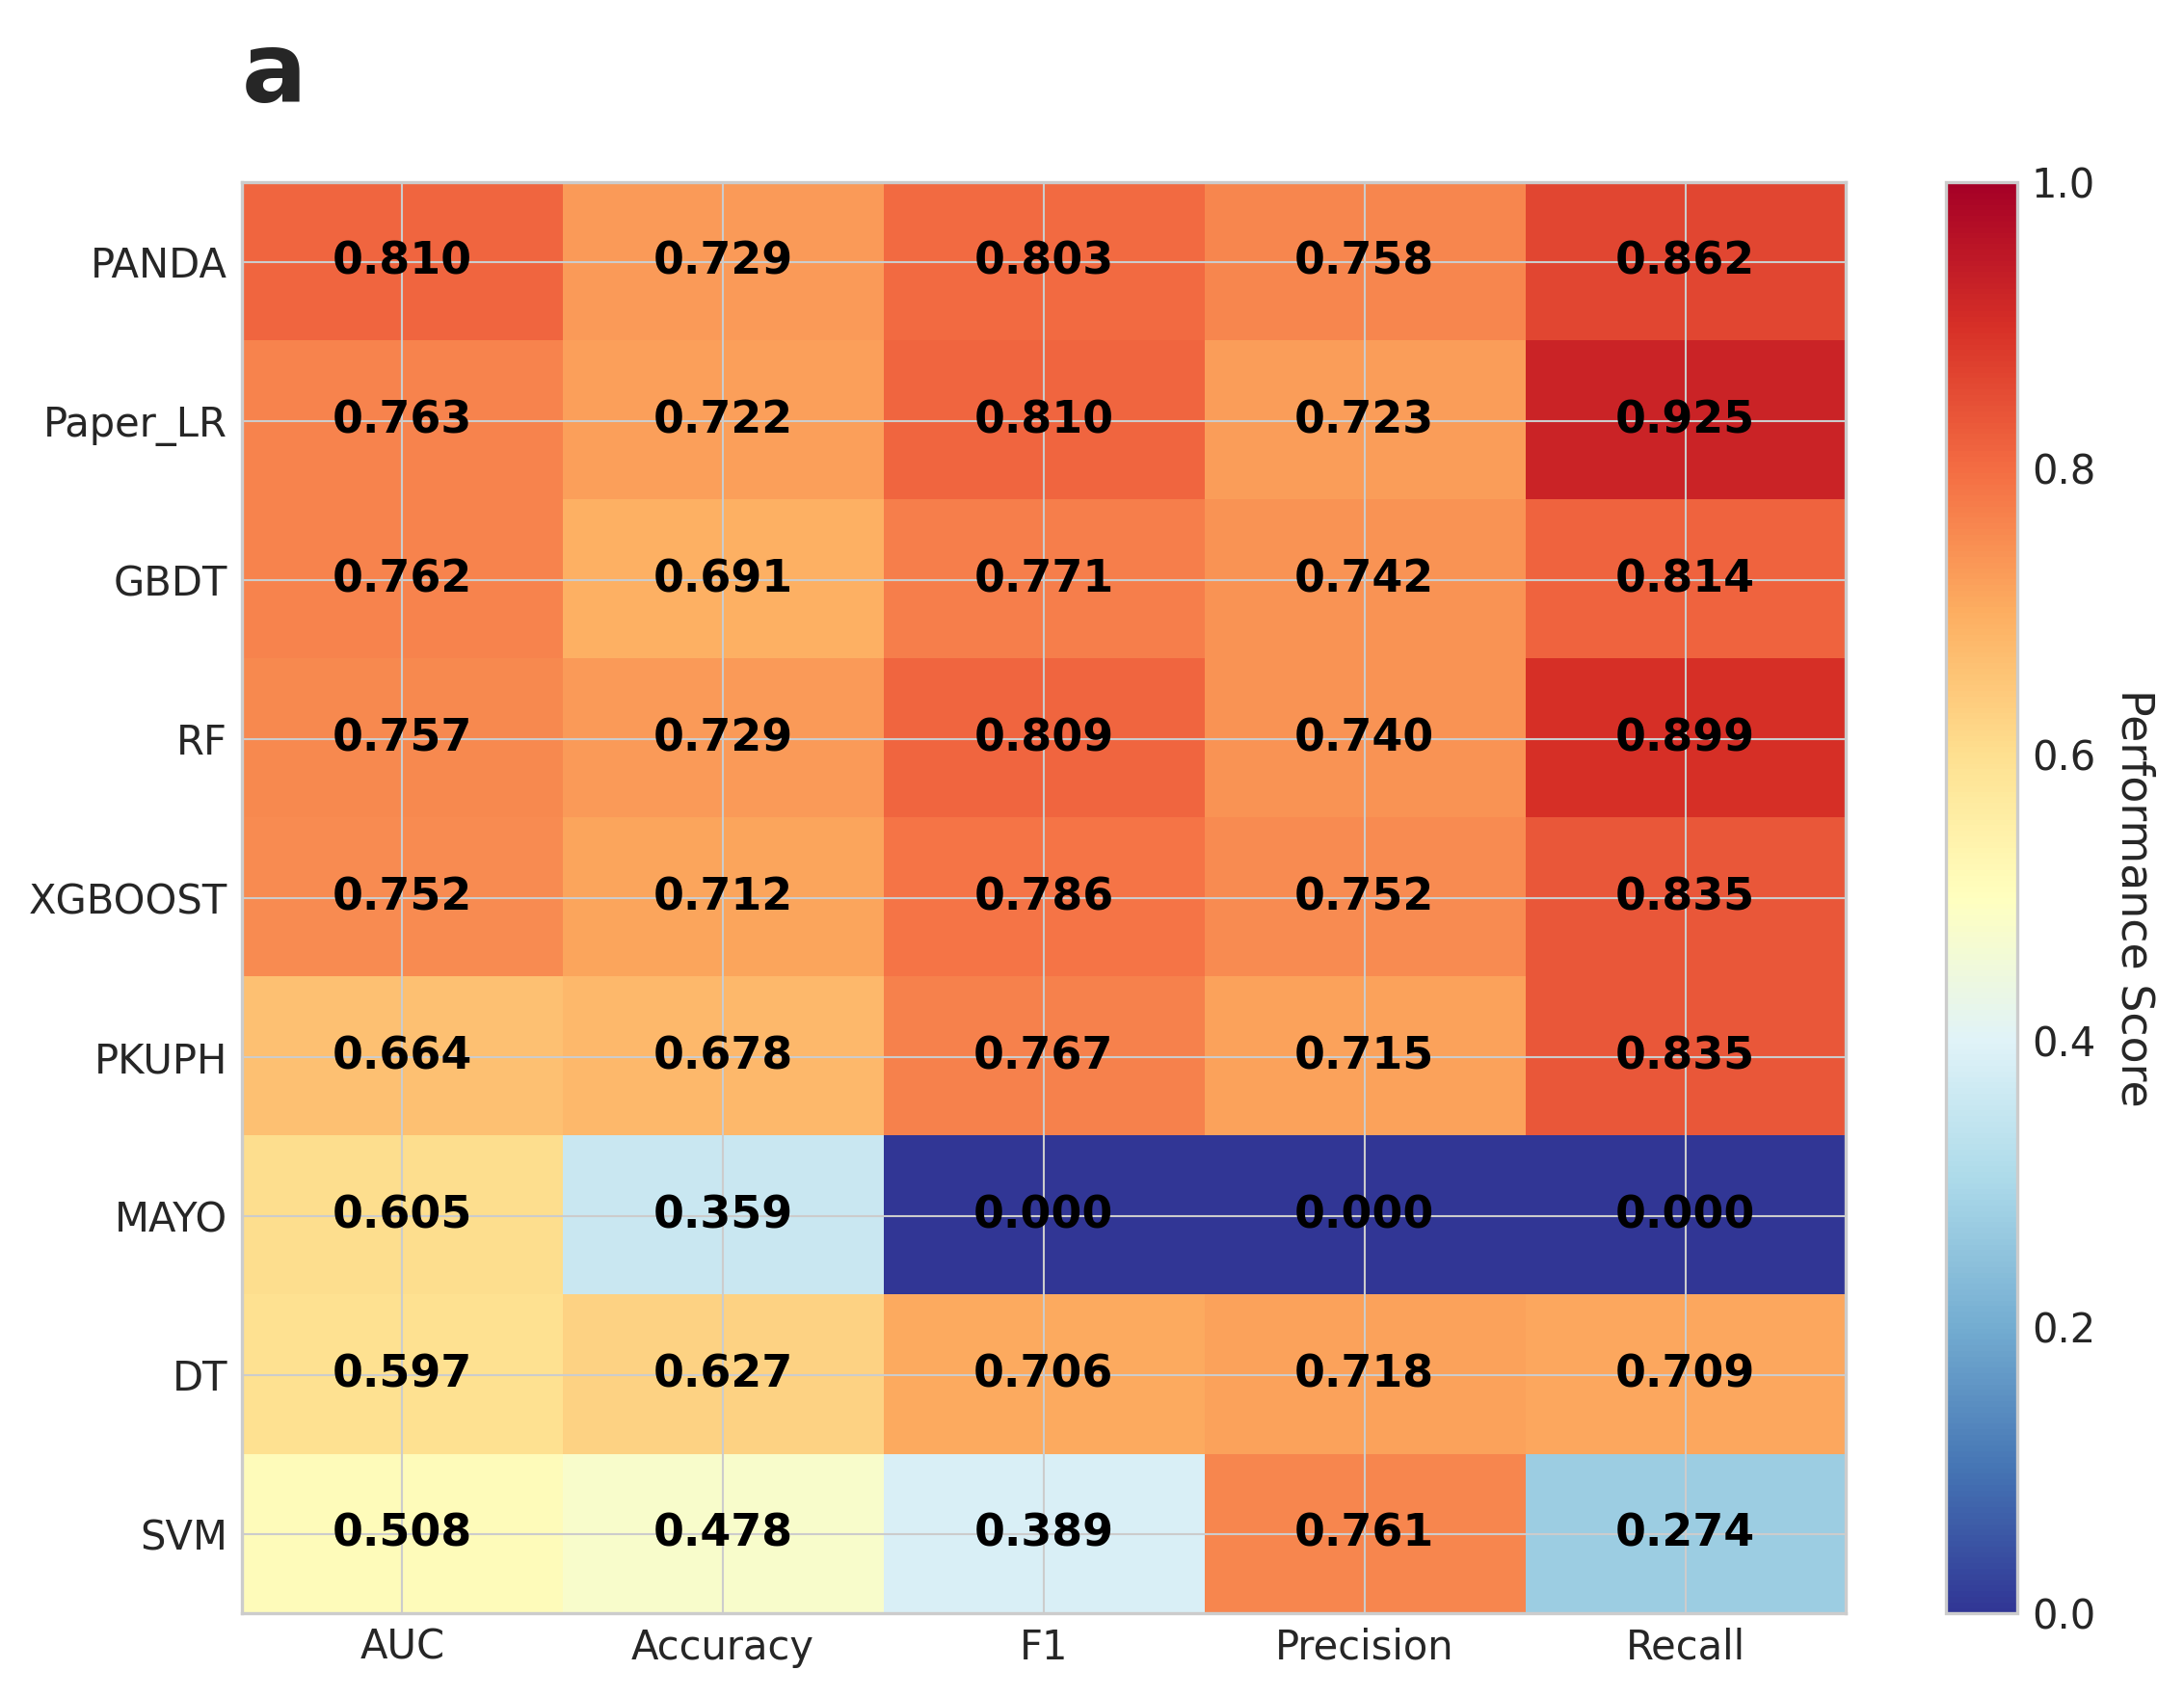 a
PANDA 0.810 0.729 0.803 0.758 0.862
Paper_LR 0.763 0.722 0.810 0.723 0.925
GBDT 0.762 0.691 0.771 0.742 0.814
RF 0.757 0.729 0.809 0.740 0.899
XGBOOST 0.752 0.712 0.786 0.752 0.835
PKUPH 0.664 0.678 0.767 0.715 0.835
MAYO 0.605 0.359 0.000 0.000 0.000
DT 0.597 0.627 0.706 0.718 0.709
SVM 0.508 0.478 0.389 0.761 0.274
AUC Accuracy F1 Precision Recall
1.0
0.8
0.6
0.4
0.2
0.0
Performance Score